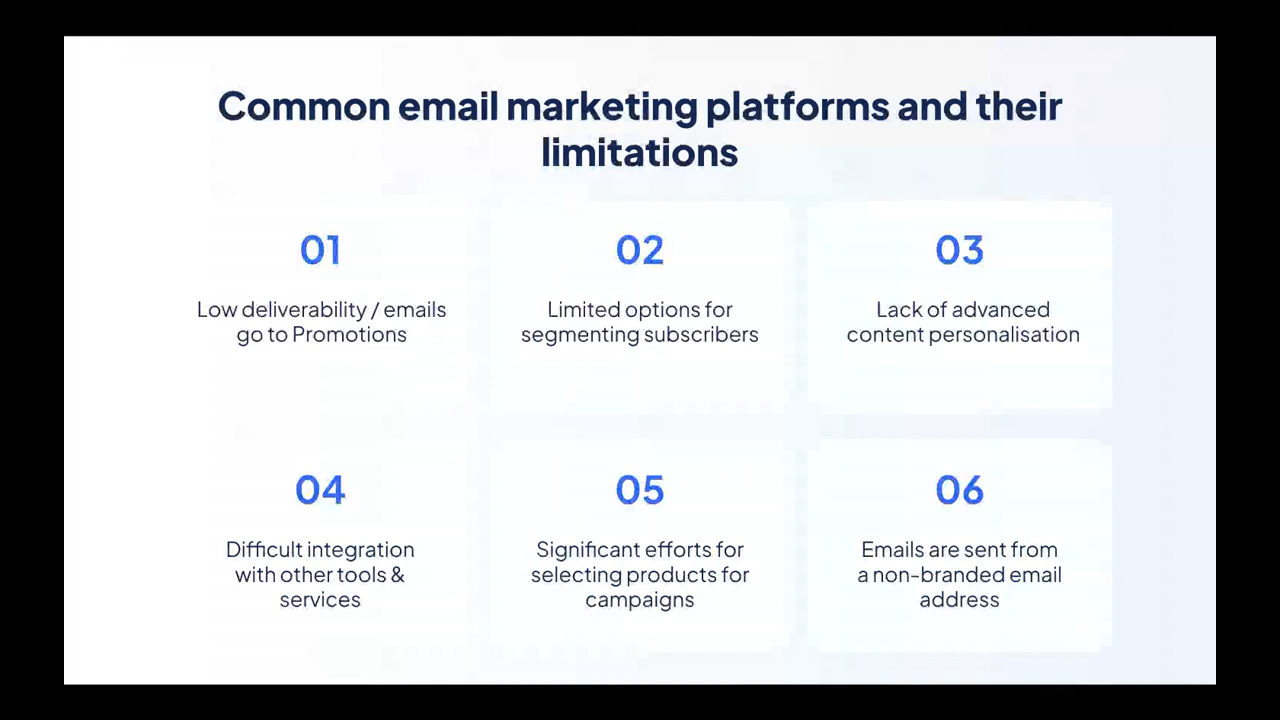 Common email marketing platforms and their
limitations
01
Low deliverability / emails
go to Promotions
02
Limited options for
segmenting subscribers
03
Lack of advanced
content personalisation
04
Difficult integration
with other tools &
services
05
Significant efforts for
selecting products for
campaigns
06
Emails are sent from
a non-branded email
address